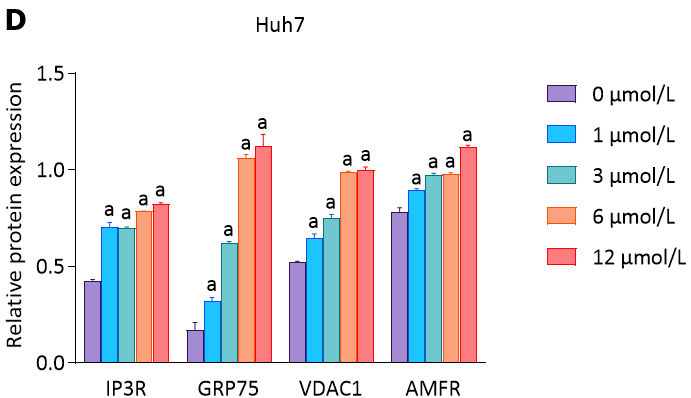 D
Huh7
Relative protein expression
1.5
1.0
0.5
0.0
a a a a
a a a a
a a a a
a a a a
IP3R GRP75 VDAC1 AMFR
0 μmol/L
1 μmol/L
3 μmol/L
6 μmol/L
12 μmol/L